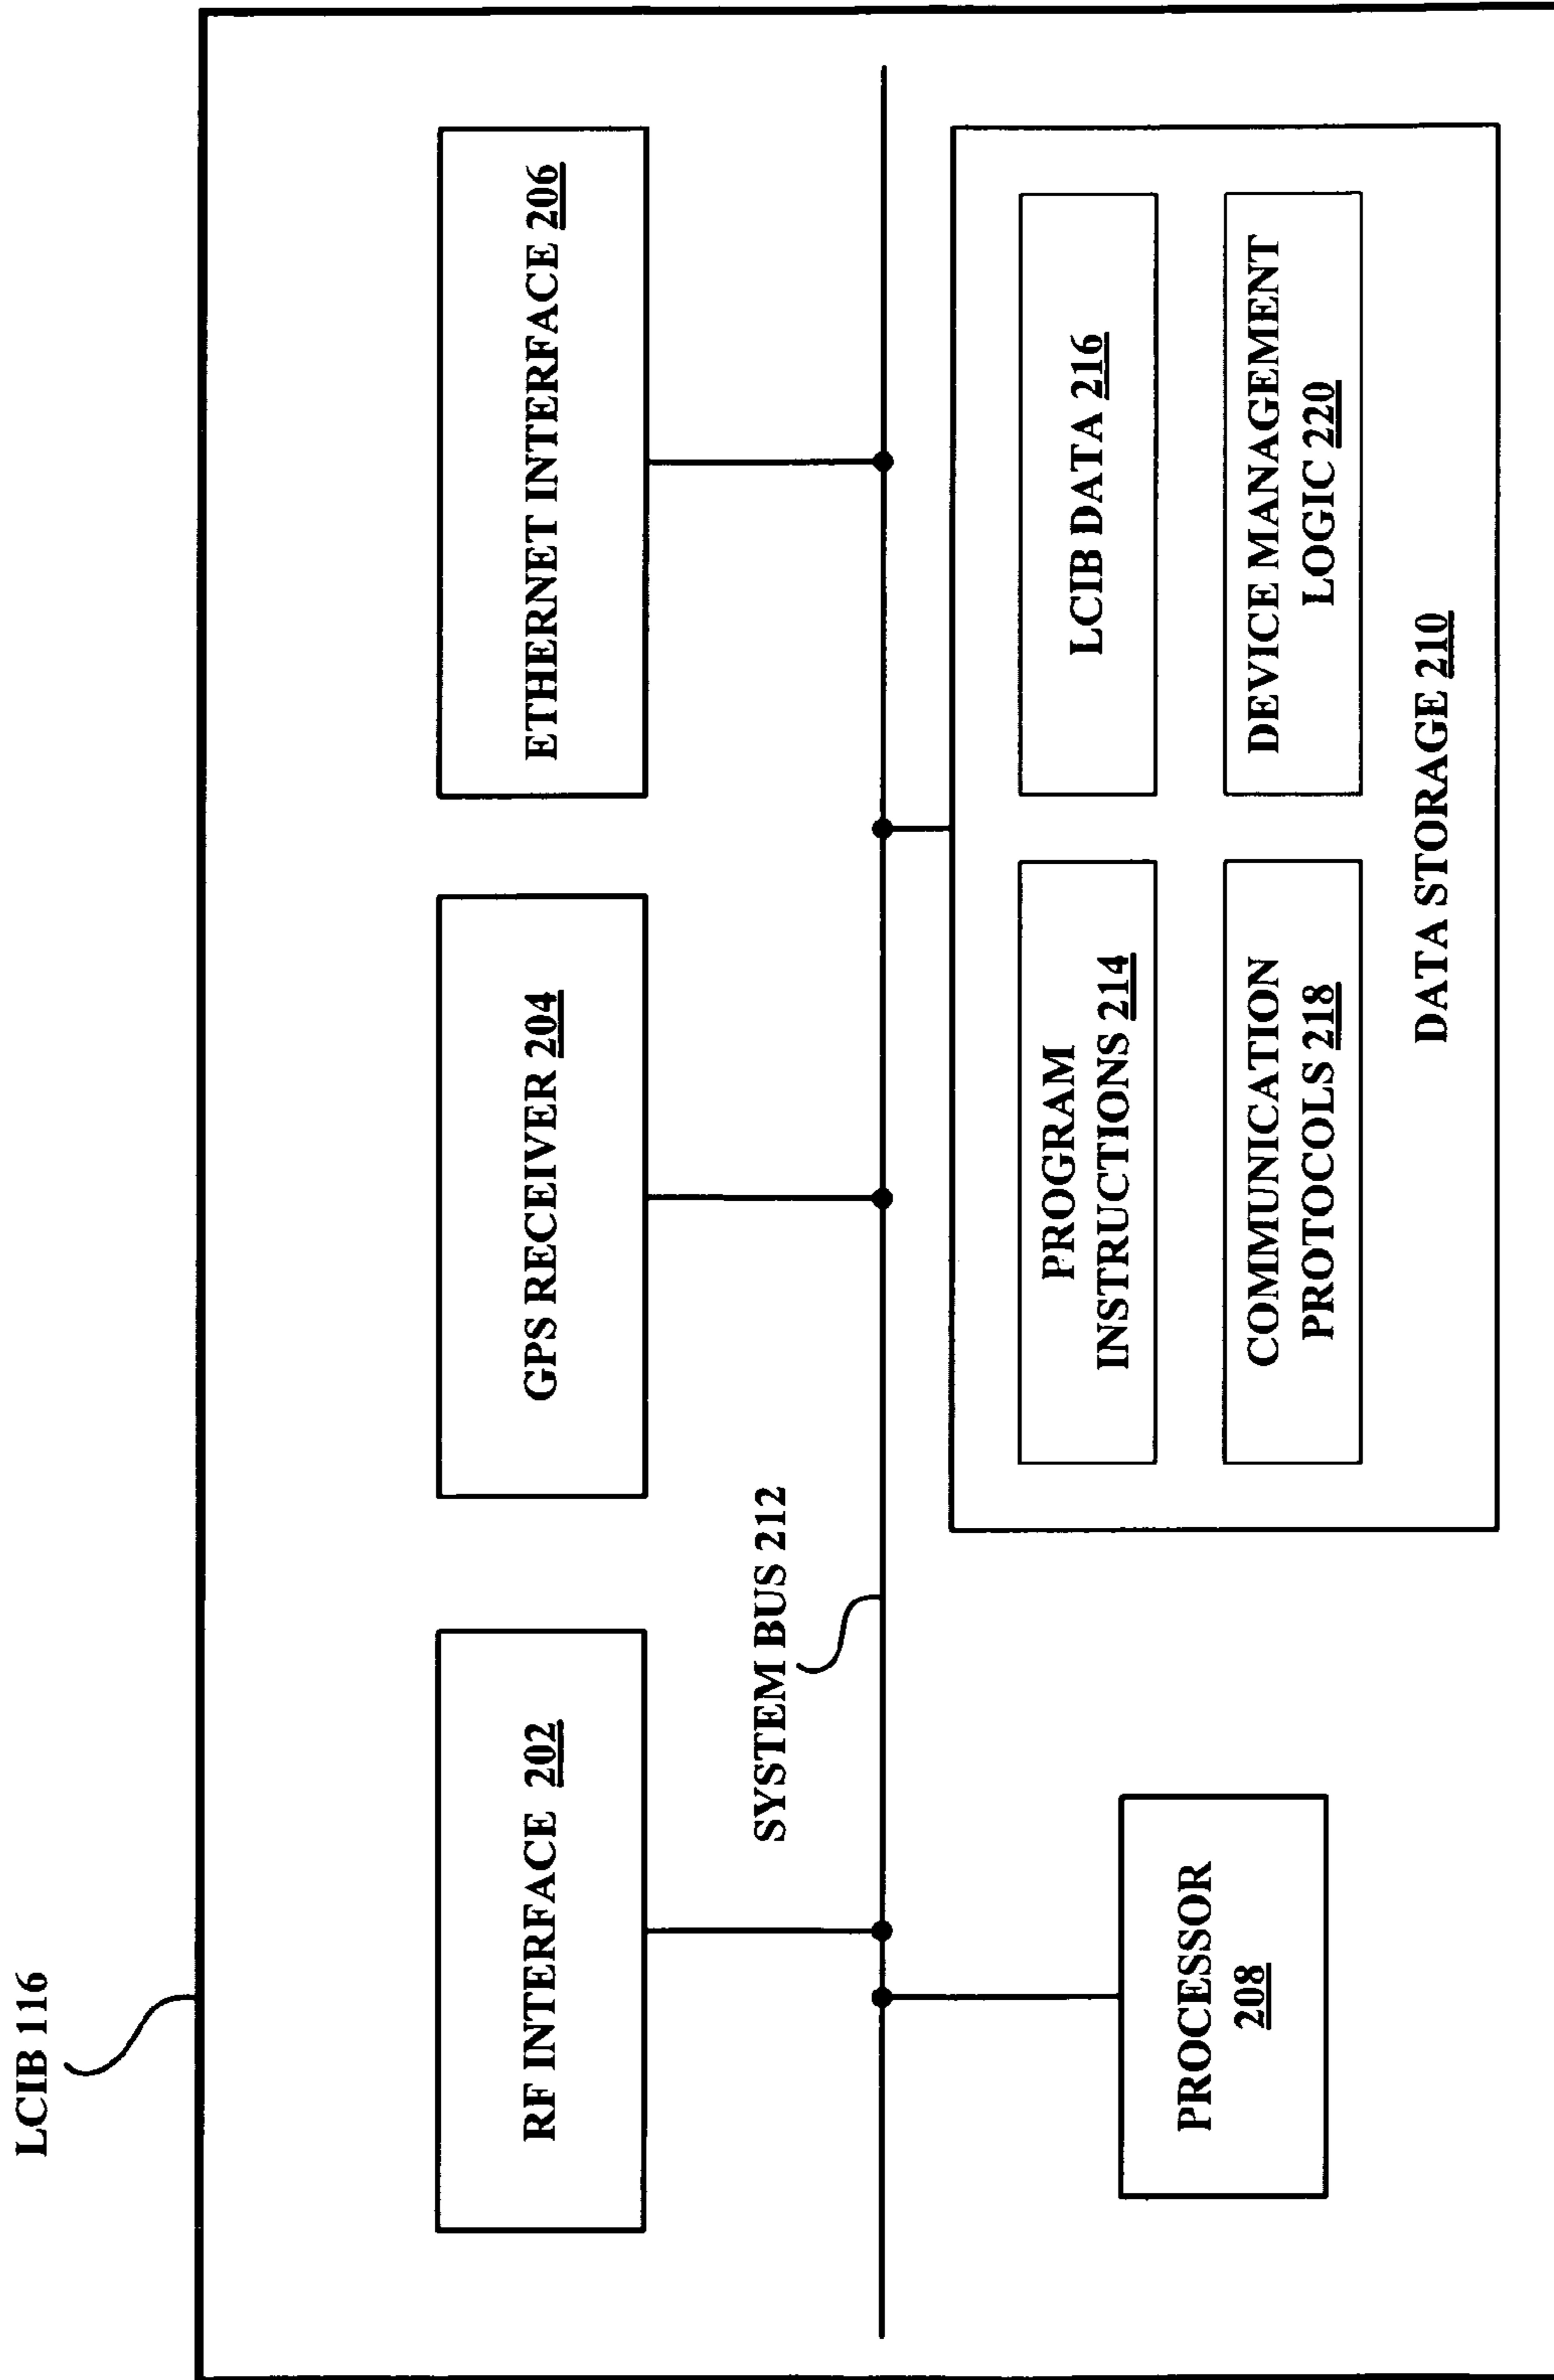 LCIB 116
RF INTERFACE 202
GPS RECEIVER 204
ETHERNET INTERFACE 206
SYSTEM BUS 212
PROCESSOR
208
PROGRAM
INSTRUCTIONS 214
LCIB DATA 216
COMMUNICATION
PROTOCOLS 218
DEVICE MANAGEMENT
LOGIC 220
DATA STORAGE 210